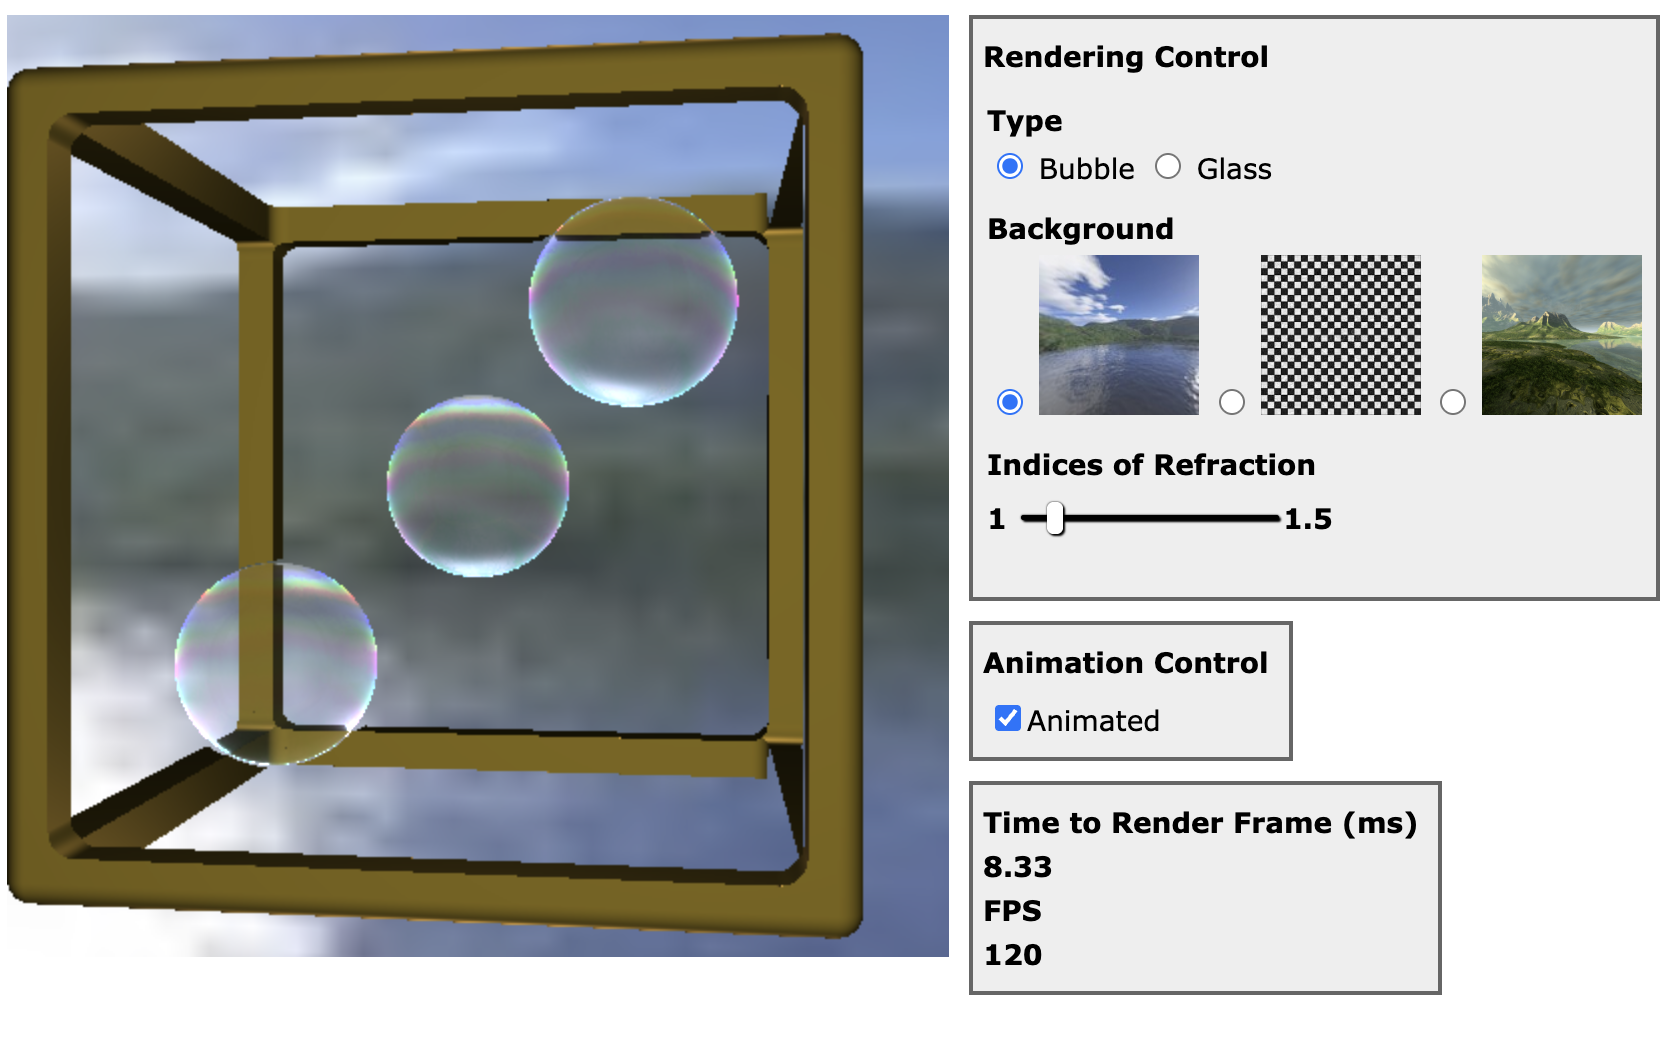 Rendering Control
Type
Bubble Glass
Background
Indices of Refraction
1 1.5
Animation Control
Animated
Time to Render Frame (ms)
8.33
FPS
120